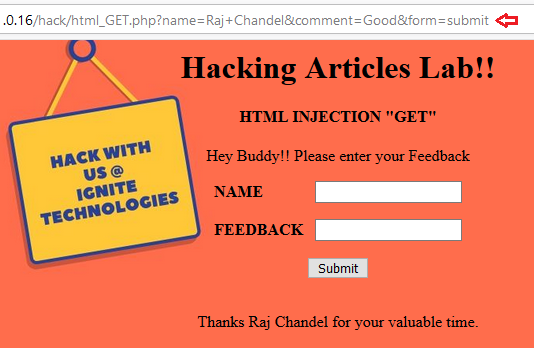 .0.16/hack/html_GET.php?name=Raj+Chandel&comment=Good&form=submit
Hacking Articles Lab!!
HACK WITH
US @
IGNITE
TECHNOLOGIES
HTML INJECTION "GET"
Hey Buddy!! Please enter your Feedback
NAME
FEEDBACK
Submit
Thanks Raj Chandel for your valuable time.